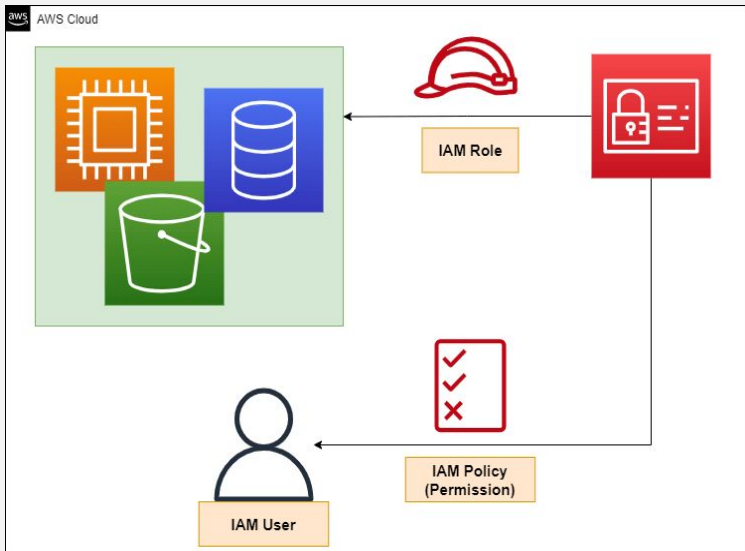 aws
AWS Cloud
IAM Role
IAM Policy
(Permission)
IAM User